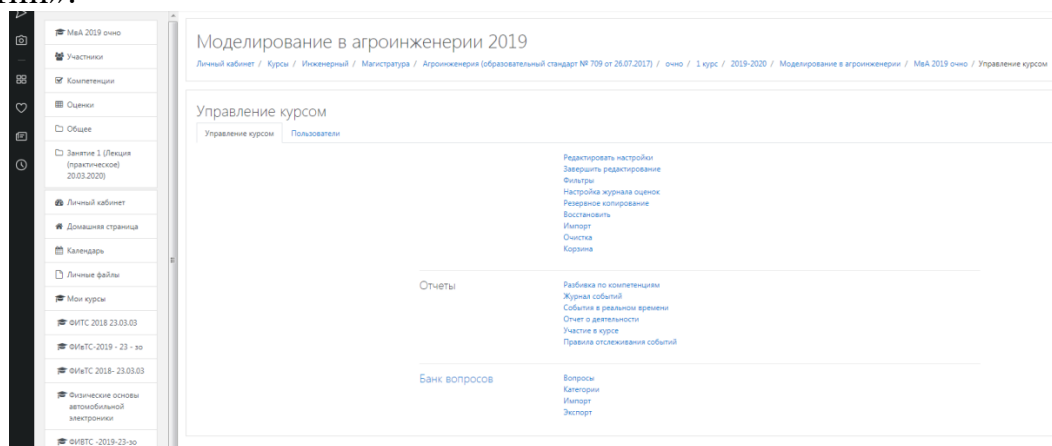 МвА 2019 очно
Участники
Компетенции
Оценки
Общее
Занятие 1 (Лекция
(практическое)
20.03.2020)
Личный кабинет
Домашняя страница
Календарь
Личные файлы
Мои курсы
ФИТС 2018 23.03.03
ФИвТС-2019 - 23 - зо
ФИвТС 2018- 23.03.03
Физические основы
автомобильной
электроники
ФИВТС -2019-23-зо
Моделирование в агроинженерии 2019
Личный кабинет / Курсы / Инженерный / Магистратура / Агроинженерия (образовательный стандарт № 709 от 26.07.2017) / очно / 1 курс / 2019-2020 / Моделирование в агроинженерии / МвА 2019 очно / Управление курсом
Управление курсом
Управление курсом Пользователи
Редактировать настройки
Завершить редактирование
Фильтры
Настройка журнала оценок
Резервное копирование
Восстановить
Импорт
Очистка
Корзина
Отчеты
Разбивка по компетенциям
Журнал событий
События в реальном времени
Отчет о деятельности
Участие в курсе
Правила отслеживания событий
Банк вопросов
Вопросы
Категории
Импорт
Экспорт